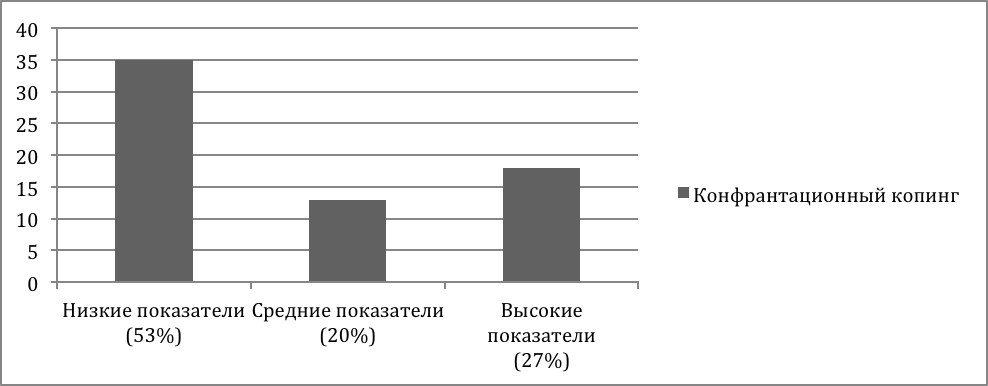 40
35
30
25
20
15
10
5
0
Низкие показатели
(53%)
Средние показатели
(20%)
Высокие
показатели
(27%)
Конфрантационный копинг